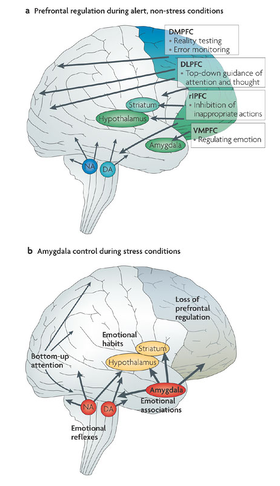 a Prefrontal regulation during alert, non-stress conditions
DMPFC
• Reality testing
• Error monitoring
DLPFC
• Top-down guidance of
attention and thought
rIPFC
• Inhibition of
inappropriate actions
VMPFC
• Regulating emotion
Striatum
Hypothalamus
Amygdala
NA
DA
b Amygdala control during stress conditions
Loss of
prefrontal
regulation
Emotional
habits
Striatum
Hypothalamus
Bottom-up
attention
Amygdala
NA
DA
Emotional
associations
Emotional
reflexes